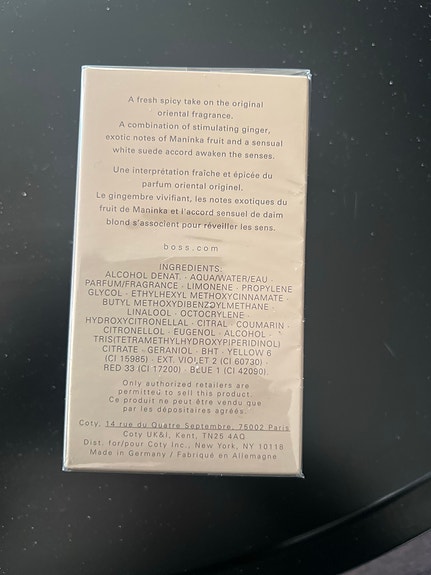 A fresh spicy take on the original
oriental fragrance.
A combination of stimulating ginger,
exotic notes of Maninka fruit and a sensual
white suede accord awaken the senses.
Une interprétation fraîche et épicée du
parfum oriental originel.
Le gingembre vivifiant, les notes exotiques du
fruit de Maninka et l'accord sensuel de daim
blond s'associent pour réveiller les sens.
boss.com
INGREDIENTS:
ALCOHOL DENAT. · AQUA/WATER/EAU ·
PARFUM/FRAGRANCE · LIMONENE · PROPYLENE
GLYCOL · ETHYLHEXYL METHOXYCINNAMATE ·
BUTYL METHOXYDIBENZOYLMETHANE ·
LINALOOL · OCTOCRYLENE ·
HYDROXYCITRONELLAL · CITRAL · COUMARIN ·
CITRONELLOL · EUGENOL · ALCOHOL ·
TRIS(TETRAMETHYLHYDROXYPIPERIDINOL)
CITRATE · GERANIOL · BHT · YELLOW 6
(CI 15985) · EXT. VIOLET 2 (CI 60730) ·
RED 33 (CI 17200) · BLUE 1 (CI 42090).
Only authorized retailers are
permitted to sell this product.
Ce produit ne peut être vendu que
par les dépositaires agréés.
Coty, 14 rue du Quatre Septembre, 75002 Paris
Coty UK&I, Kent, TN25 4AQ
Dist. for/pour Coty Inc., New York, NY 10118
Made in Germany / Fabriqué en Allemagne